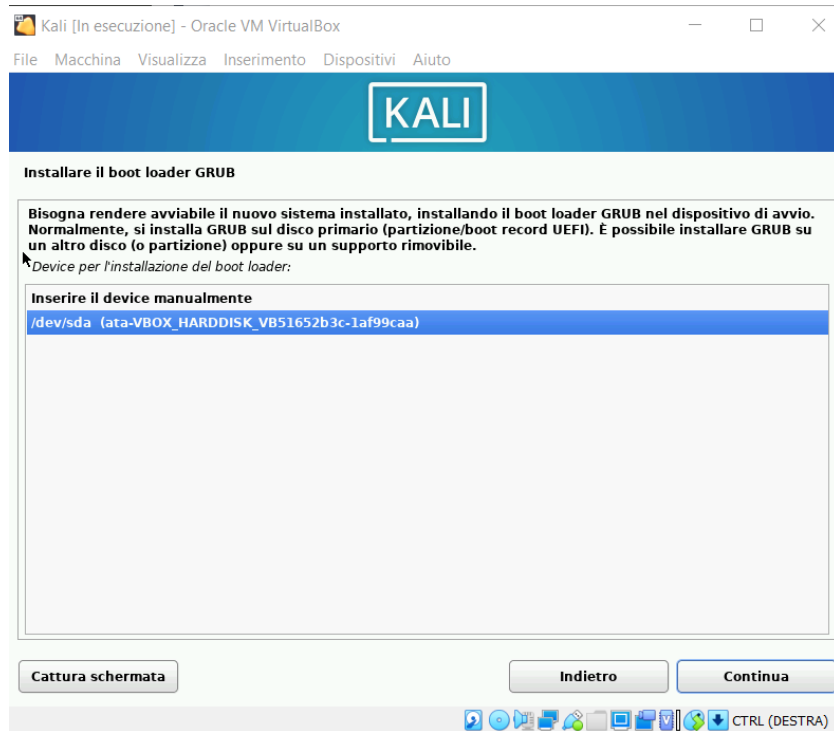 Kali [In esecuzione] - Oracle VM VirtualBox
File Macchina Visualizza Inserimento Dispositivi Aiuto
KALI
Installare il boot loader GRUB
Bisogna rendere avviabile il nuovo sistema installato, installando il boot loader GRUB nel dispositivo di avvio.
Normalmente, si installa GRUB sul disco primario (partizione/boot record UEFI). È possibile installare GRUB su
un altro disco (o partizione) oppure su un supporto rimovibile.
Device per l'installazione del boot loader:
Inserire il device manualmente
/dev/sda (ata-VBOX_HARDDISK_VB51652b3c-1af99caa)
Cattura schermata
Indietro
Continua
CTRL (DESTRA)